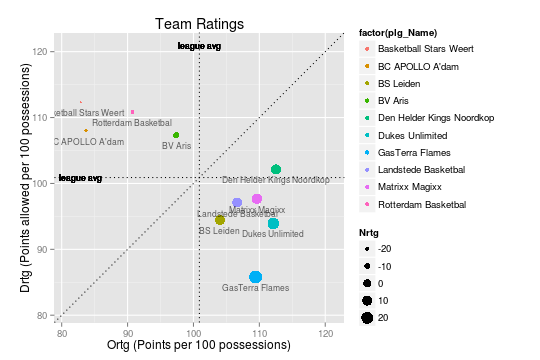 Team Ratings
Drtg (Points allowed per 100 possessions)
120
110
100
90
80
league avg
league avg
etball Stars Weert
Rotterdam Basketbal
C APOLLO A'dam
BV Aris
Den Helder Kings Noordkop
Matrixx Magixx
Landstede Basketbal
BS Leiden
Dukes Unlimited
GasTerra Flames
80
90
100
110
120
Ortg (Points per 100 possessions)
factor(plg_Name)
Basketball Stars Weert
BC APOLLO A'dam
BS Leiden
BV Aris
Den Helder Kings Noordkop
Dukes Unlimited
GasTerra Flames
Landstede Basketbal
Matrixx Magixx
Rotterdam Basketbal
Nrtg
-20
-10
0
10
20